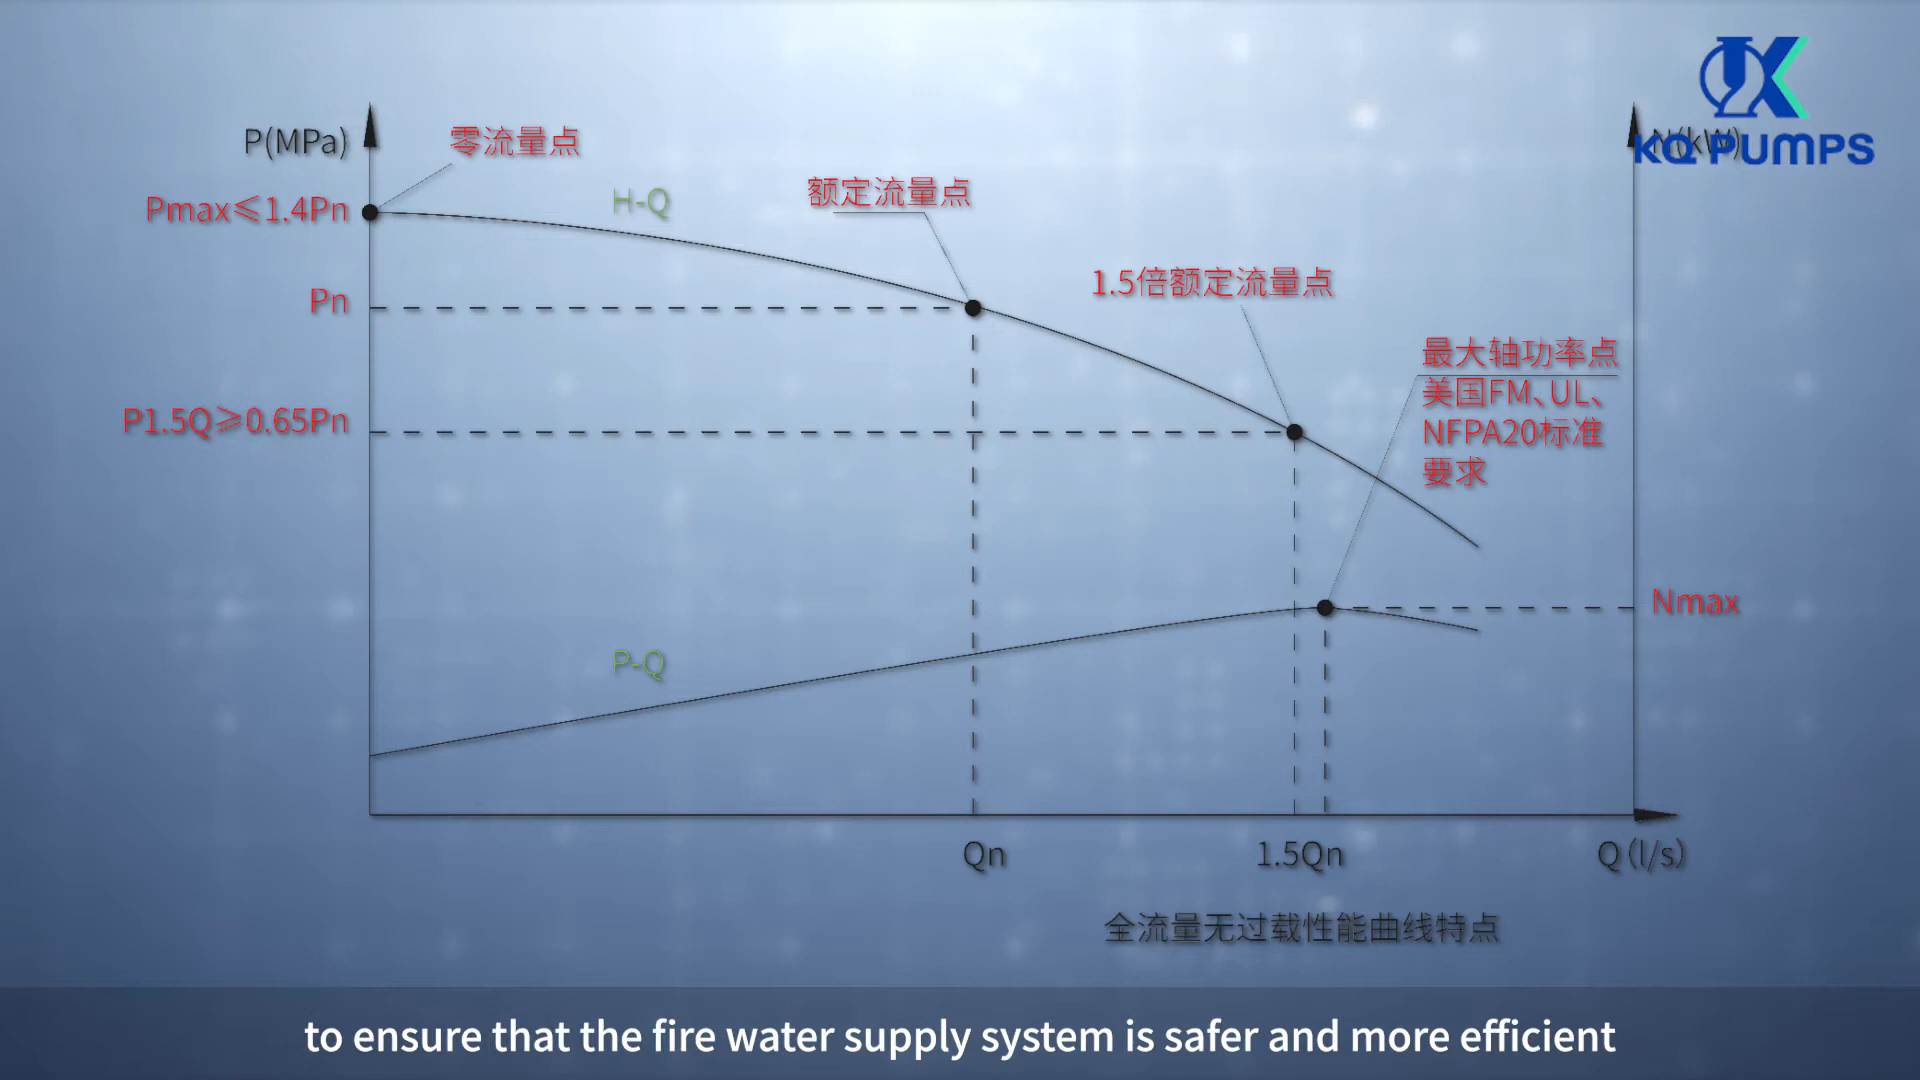 KQ PUMPS
P(MPa)
N(kW)
零流量点
额定流量点
H-Q
Pmax≤1.4Pn
1.5倍额定流量点
Pn
最大轴功率点
美国FM、UL、
NFPA20标准
要求
P1.5Q≥0.65Pn
Nmax
P-Q
Qn
1.5Qn
Q(l/s)
全流量无过载性能曲线特点
to ensure that the fire water supply system is safer and more efficient